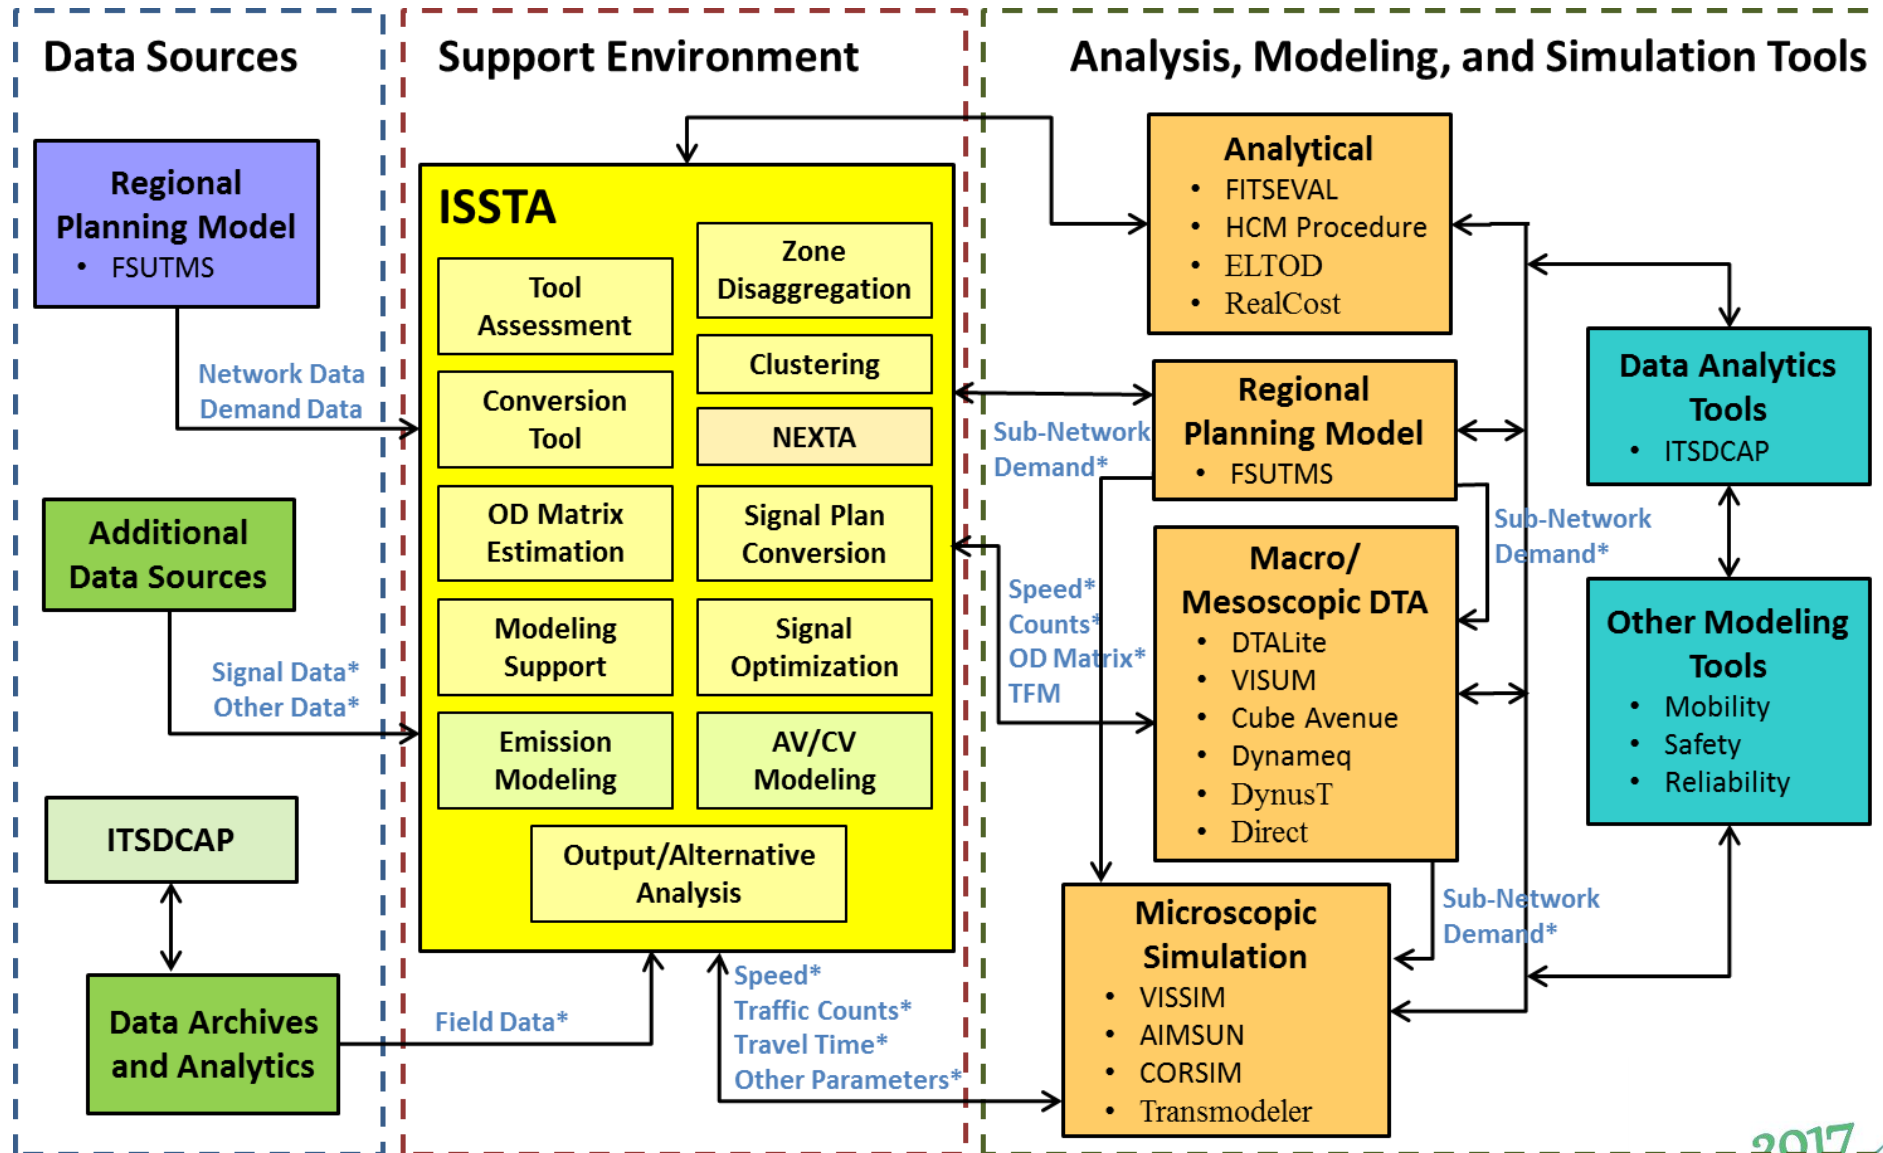 Data Sources
Support Environment
Analysis, Modeling, and Simulation Tools
Regional
Planning Model
• FSUTMS
Network Data
Demand Data
Additional
Data Sources
Signal Data*
Other Data*
ITSDCAP
Data Archives
and Analytics
Field Data*
ISSTA
Tool
Assessment
Zone
Disaggregation
Clustering
Conversion
Tool
NEXTA
OD Matrix
Estimation
Signal Plan
Conversion
Modeling
Support
Signal
Optimization
Emission
Modeling
AV/CV
Modeling
Output/Alternative
Analysis
Speed*
Traffic Counts*
Travel Time*
Other Parameters*
Analytical
• FITSEVAL
• HCM Procedure
• ELTOD
• RealCost
Regional
Planning Model
• FSUTMS
Sub-Network
Demand*
Sub-Network
Demand*
Speed*
Counts*
OD Matrix*
TFM
Macro/
Mesoscopic DTA
• DTALite
• VISUM
• Cube Avenue
• Dynameq
• DynusT
• Direct
Sub-Network
Demand*
Microscopic
Simulation
• VISSIM
• AIMSUN
• CORSIM
• Transmodeler
Data Analytics
Tools
• ITSDCAP
Other Modeling
Tools
• Mobility
• Safety
• Reliability
2017